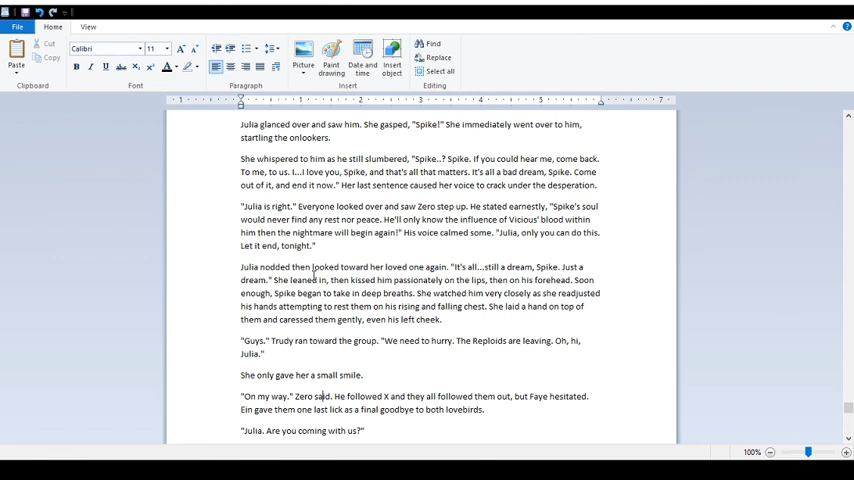 File
Home
View
Cut
Copy
Paste
Clipboard
Calibri
11
Font
Paragraph
Picture
Paint drawing
Date and time
Insert object
Insert
Find
Replace
Select all
Editing
1 1 2 3 4 5 7
Julia glanced over and saw him. She gasped, "Spike!" She immediately went over to him,
startling the onlookers.
She whispered to him as he still slumbered, "Spike..? Spike. If you could hear me, come back.
To me, to us. I...I love you, Spike, and that's all that matters. It's all a bad dream, Spike. Come
out of it, and end it now." Her last sentence caused her voice to crack under the desperation.
"Julia is right." Everyone looked over and saw Zero step up. He stated earnestly, "Spike's soul
would never find any rest nor peace. He'll only know the influence of Vicious' blood within
him then the nightmare will begin again!" His voice calmed some. "Julia, only you can do this.
Let it end, tonight."
Julia nodded then looked toward her loved one again. "It's all...still a dream, Spike. Just a
dream." She leaned in, then kissed him passionately on the lips, then on his forehead. Soon
enough, Spike began to take in deep breaths. She watched him very closely as she readjusted
his hands attempting to rest them on his rising and falling chest. She laid a hand on top of
them and caressed them gently, even his left cheek.
"Guys." Trudy ran toward the group. "We need to hurry. The Reploids are leaving. Oh, hi,
Julia."
She only gave her a small smile.
"On my way." Zero said. He followed X and they all followed them out, but Faye hesitated.
Ein gave them one last lick as a final goodbye to both lovebirds.
"Julia. Are you coming with us?"
100%